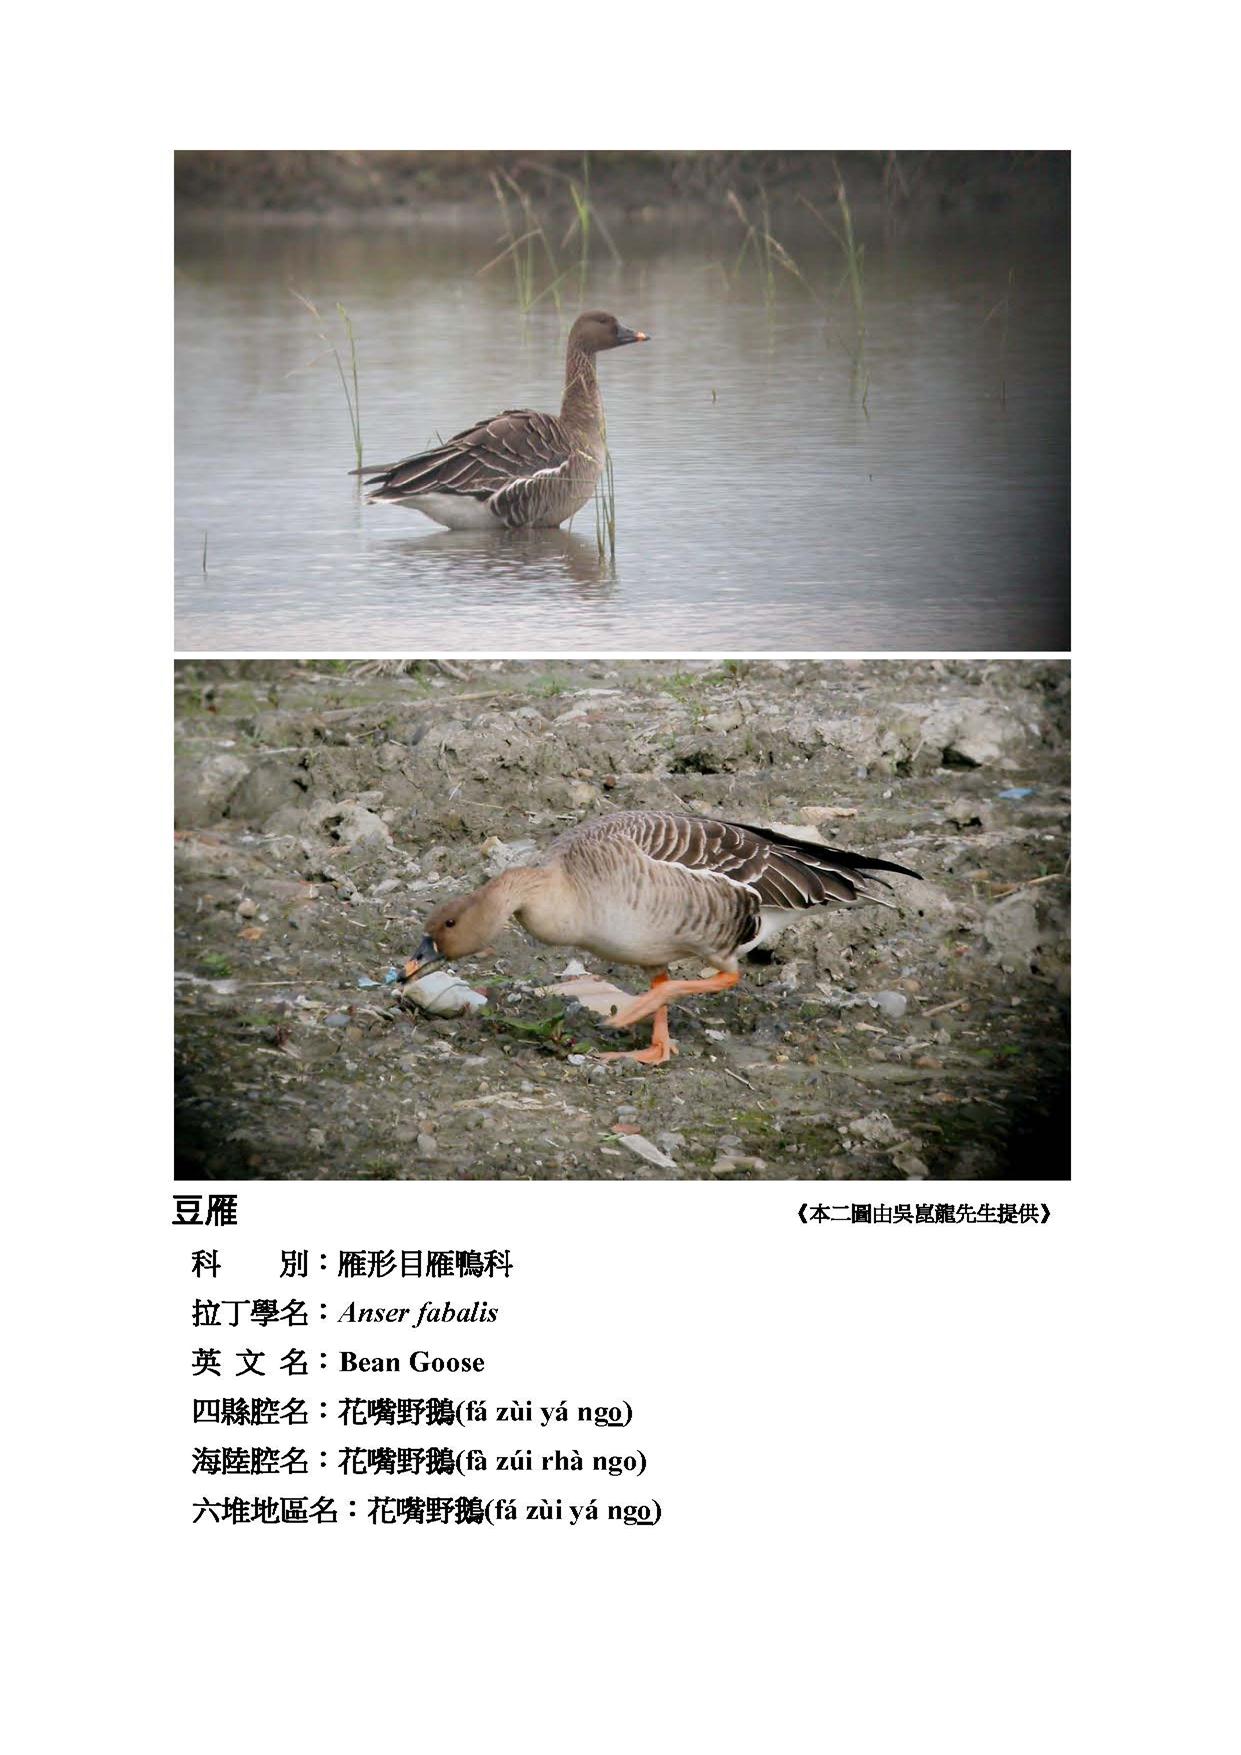 豆雁 《本二圖由吳崑龍先生提供》
科　　別：雁形目雁鴨科
拉丁學名：Anser fabalis
英 文 名：Bean Goose
四縣腔名：花嘴野鵝(fá zùi yá ngo)
海陸腔名：花嘴野鵝(fà zúi rhà ngo)
六堆地區名：花嘴野鵝(fá zùi yá ngo)